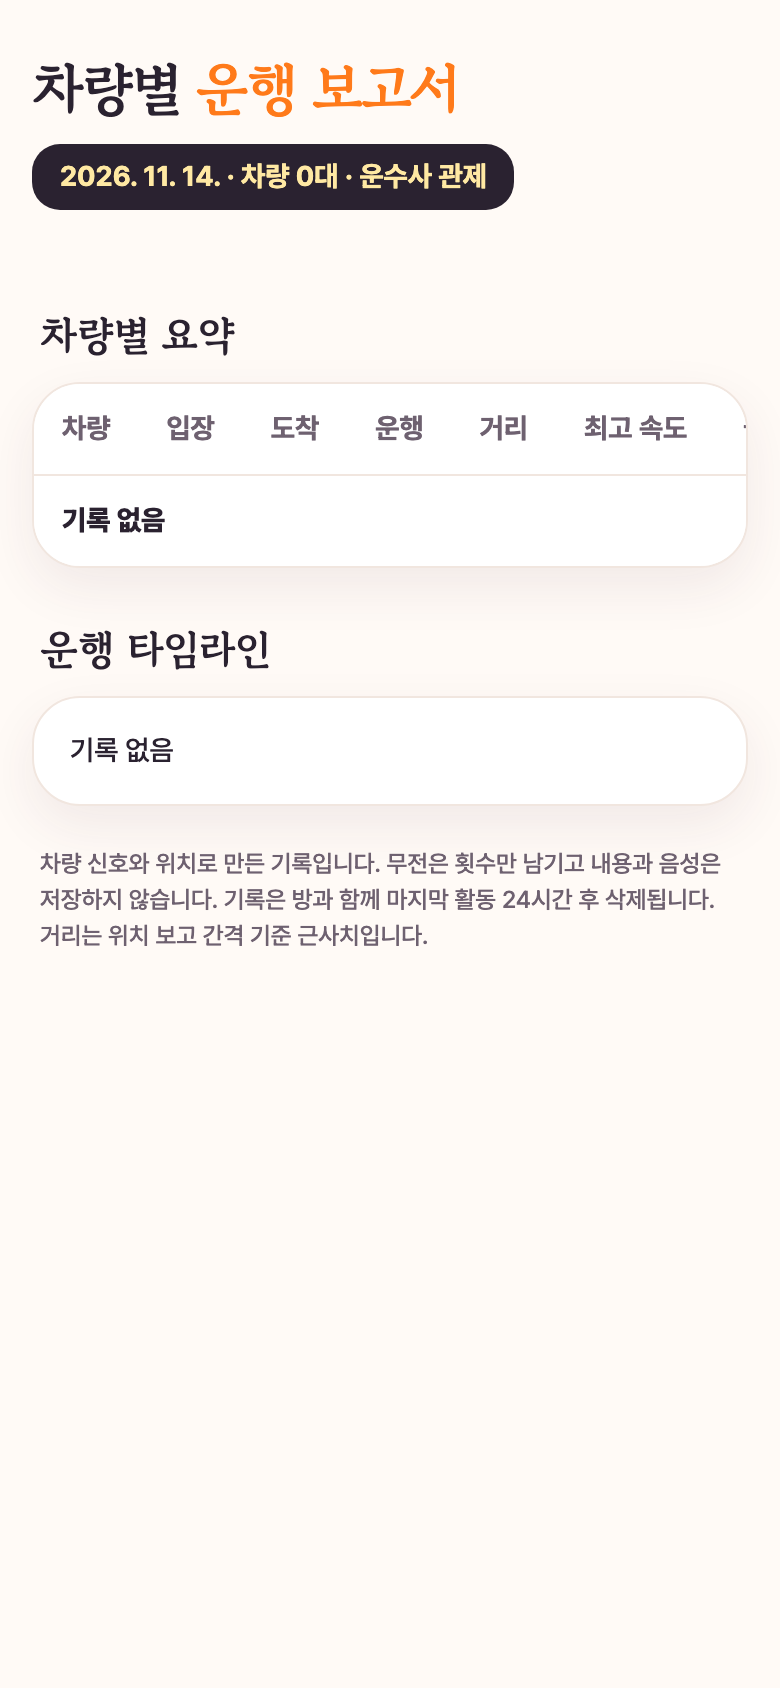 차량별 운행 보고서
2026. 11. 14. · 차량 0대 · 운수사 관제
차량별 요약
차량 입장 도착 운행 거리 최고 속도
기록 없음
운행 타임라인
기록 없음
차량 신호와 위치로 만든 기록입니다. 무전은 횟수만 남기고 내용과 음성은
저장하지 않습니다. 기록은 방과 함께 마지막 활동 24시간 후 삭제됩니다.
거리는 위치 보고 간격 기준 근사치입니다.